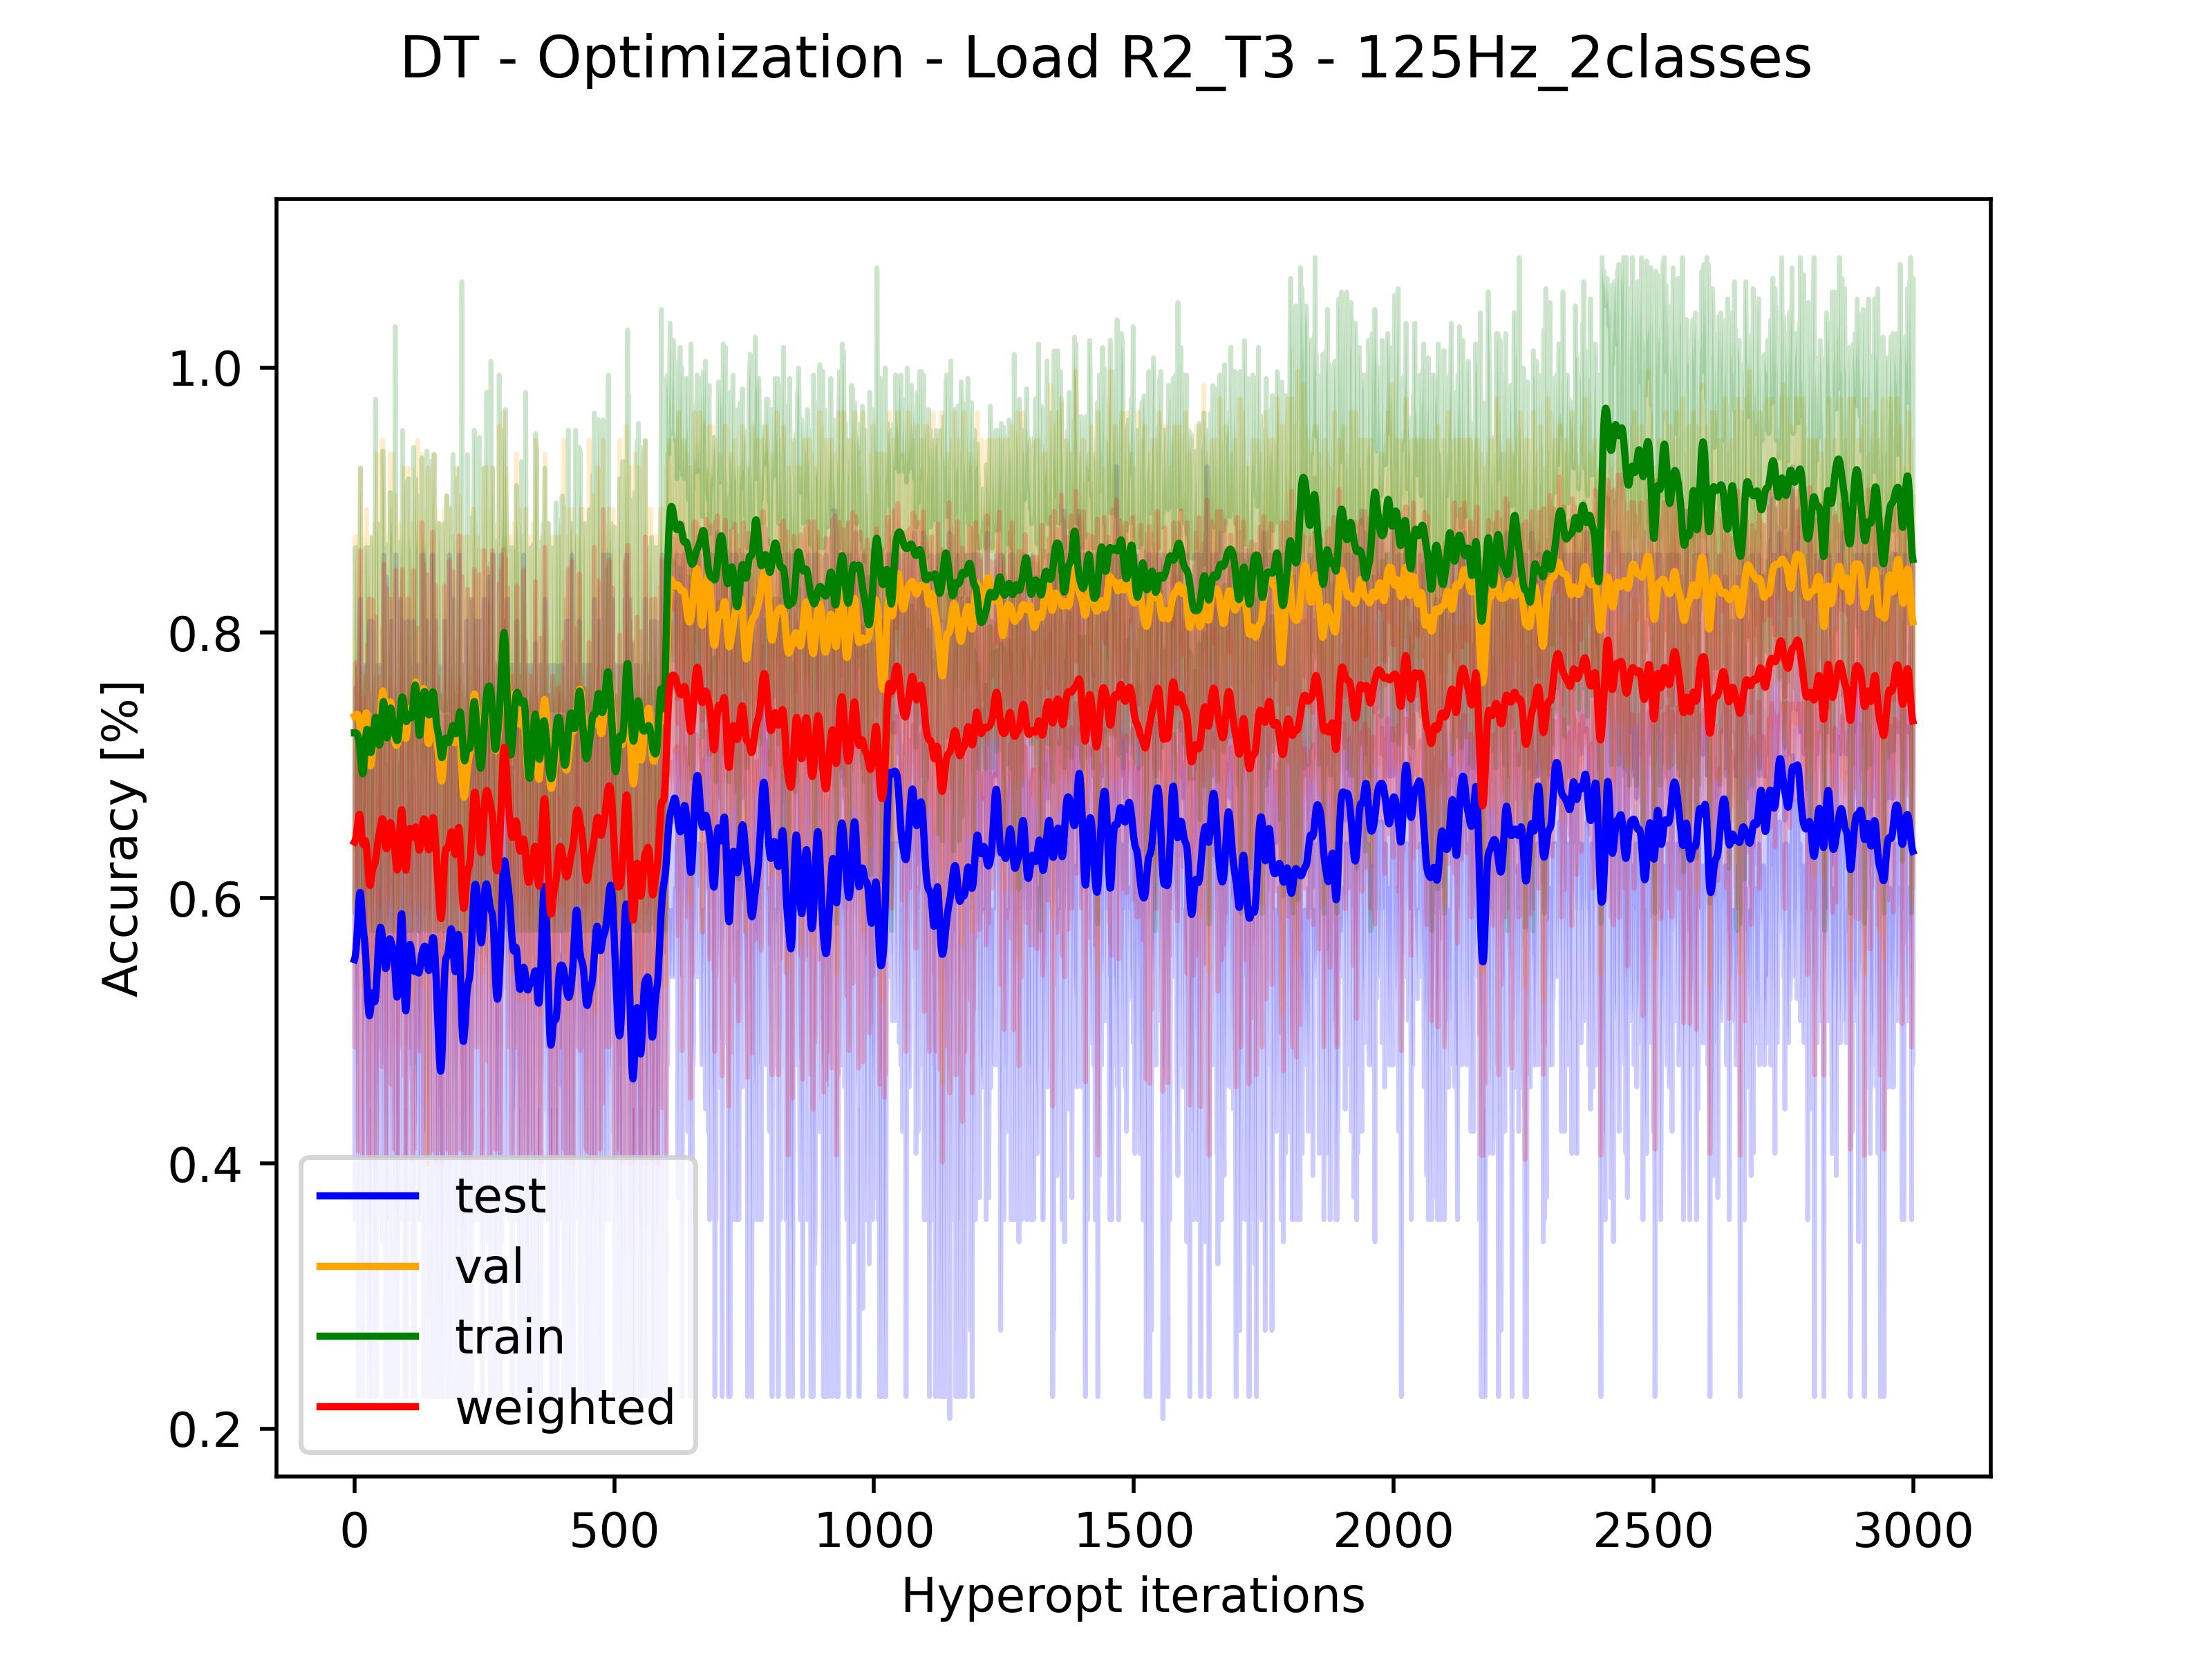 DT - Optimization - Load R2_T3 - 125Hz_2classes
Accuracy [%]
1.0
0.8
0.6
0.4
0.2
test
val
train
weighted
0 500 1000 1500 2000 2500 3000
Hyperopt iterations